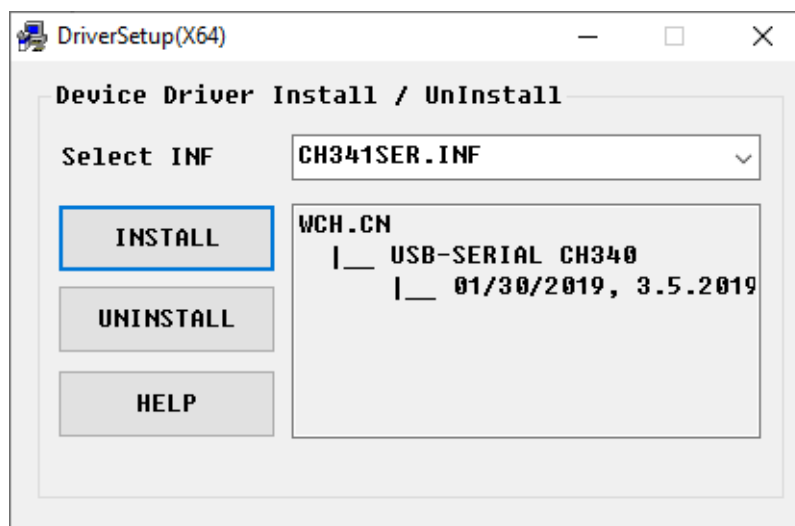 DriverSetup(X64)
Device Driver Install / UnInstall
Select INF
CH341SER.INF
INSTALL
UNINSTALL
HELP
WCH.CN
|__ USB-SERIAL CH340
|__ 01/30/2019, 3.5.2019